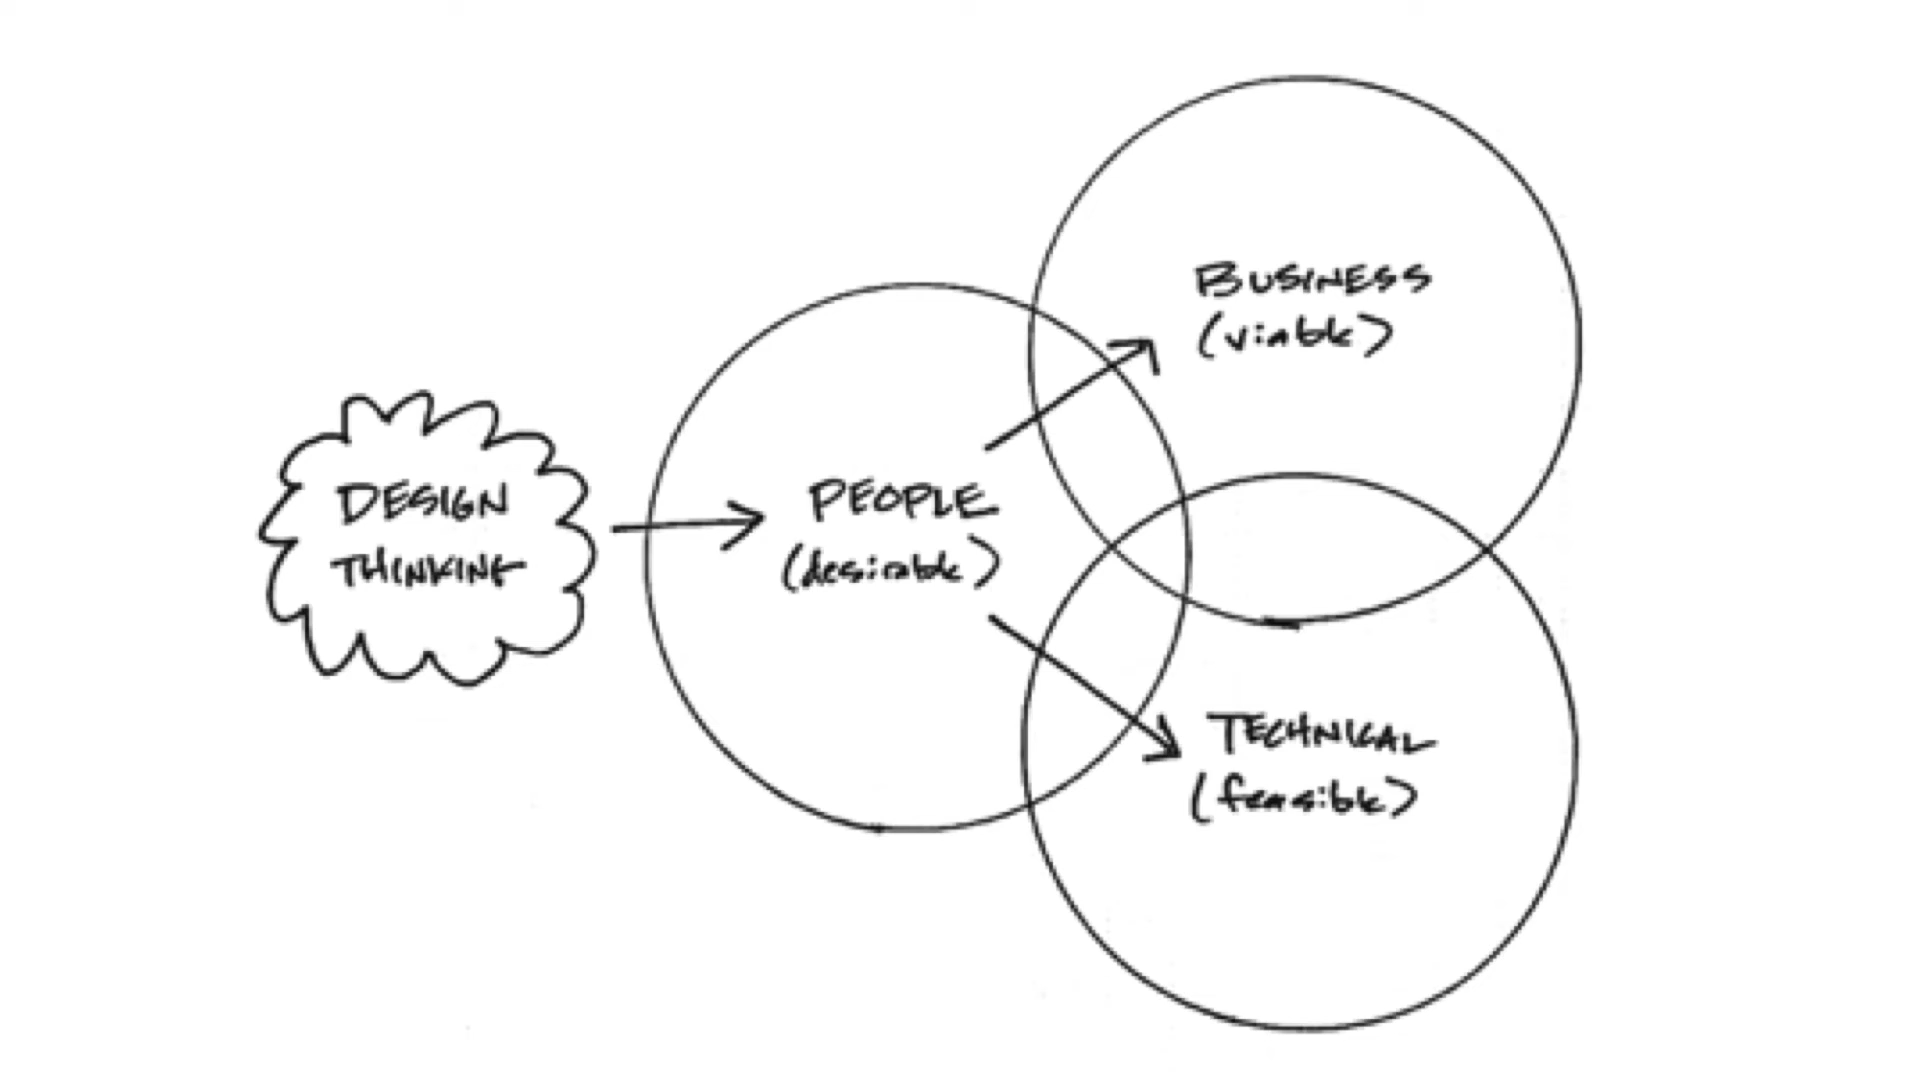 DESIGN
THINKING
PEOPLE
(desirable)
BUSINESS
(viable)
TECHNICAL
(feasible)